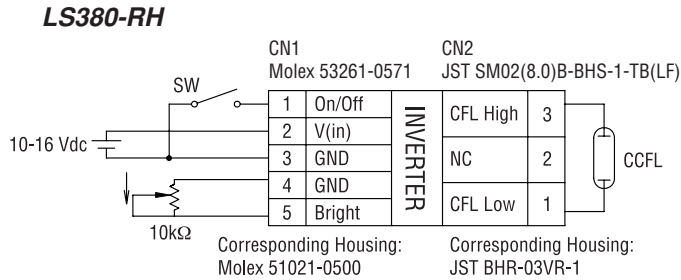 LS380-RH
CN1
Molex 53261-0571
CN2
JST SM02(8.0)B-BHS-1-TB(LF)
SW
10-16 Vdc
10kΩ
1 On/Off
2 V(in)
3 GND
4 GND
5 Bright
INVERTER
CFL High 3
NC 2
CFL Low 1
CCFL
Corresponding Housing:
Molex 51021-0500
Corresponding Housing:
JST BHR-03VR-1